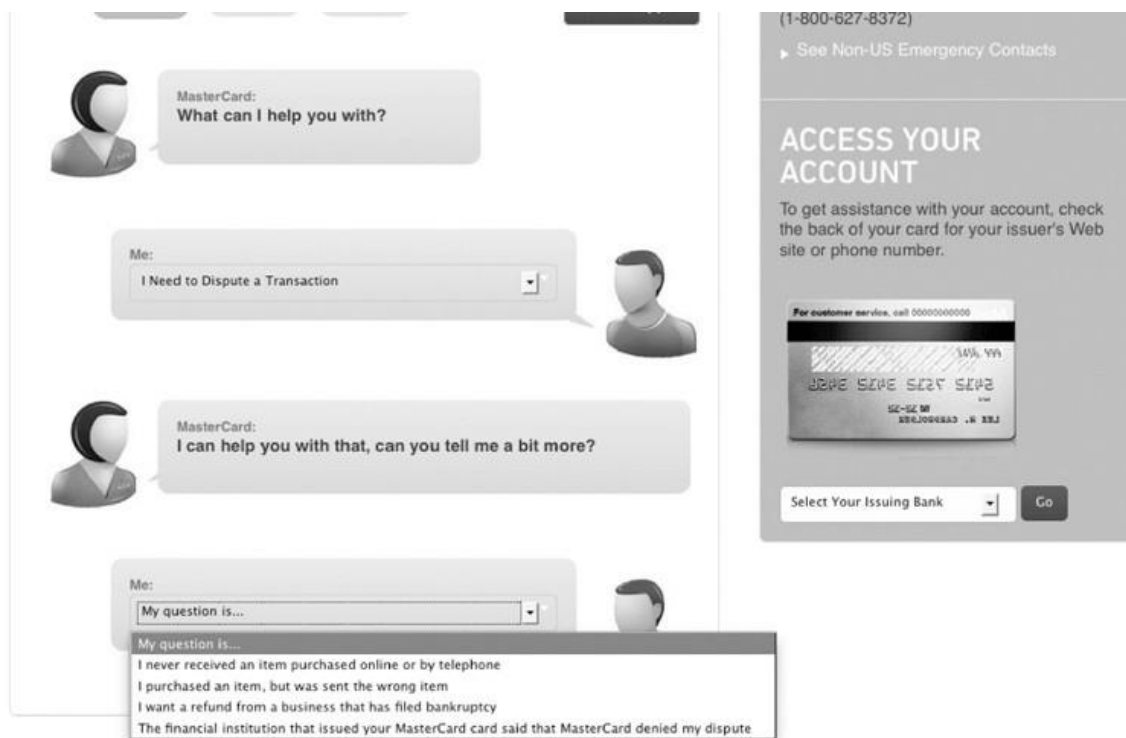 MasterCard:
What can I help you with?
Me:
I Need to Dispute a Transaction
MasterCard:
I can help you with that, can you tell me a bit more?
Me:
My question is...
My question is...
I never received an item purchased online or by telephone
I purchased an item, but was sent the wrong item
I want a refund from a business that has filed bankruptcy
The financial institution that issued your MasterCard card said that MasterCard denied my dispute
(1-800-627-8372)
See Non-US Emergency Contacts
ACCESS YOUR
ACCOUNT
To get assistance with your account, check
the back of your card for your issuer's Web
site or phone number.
For customer service, call 00000000000
999
Select Your Issuing Bank
Go